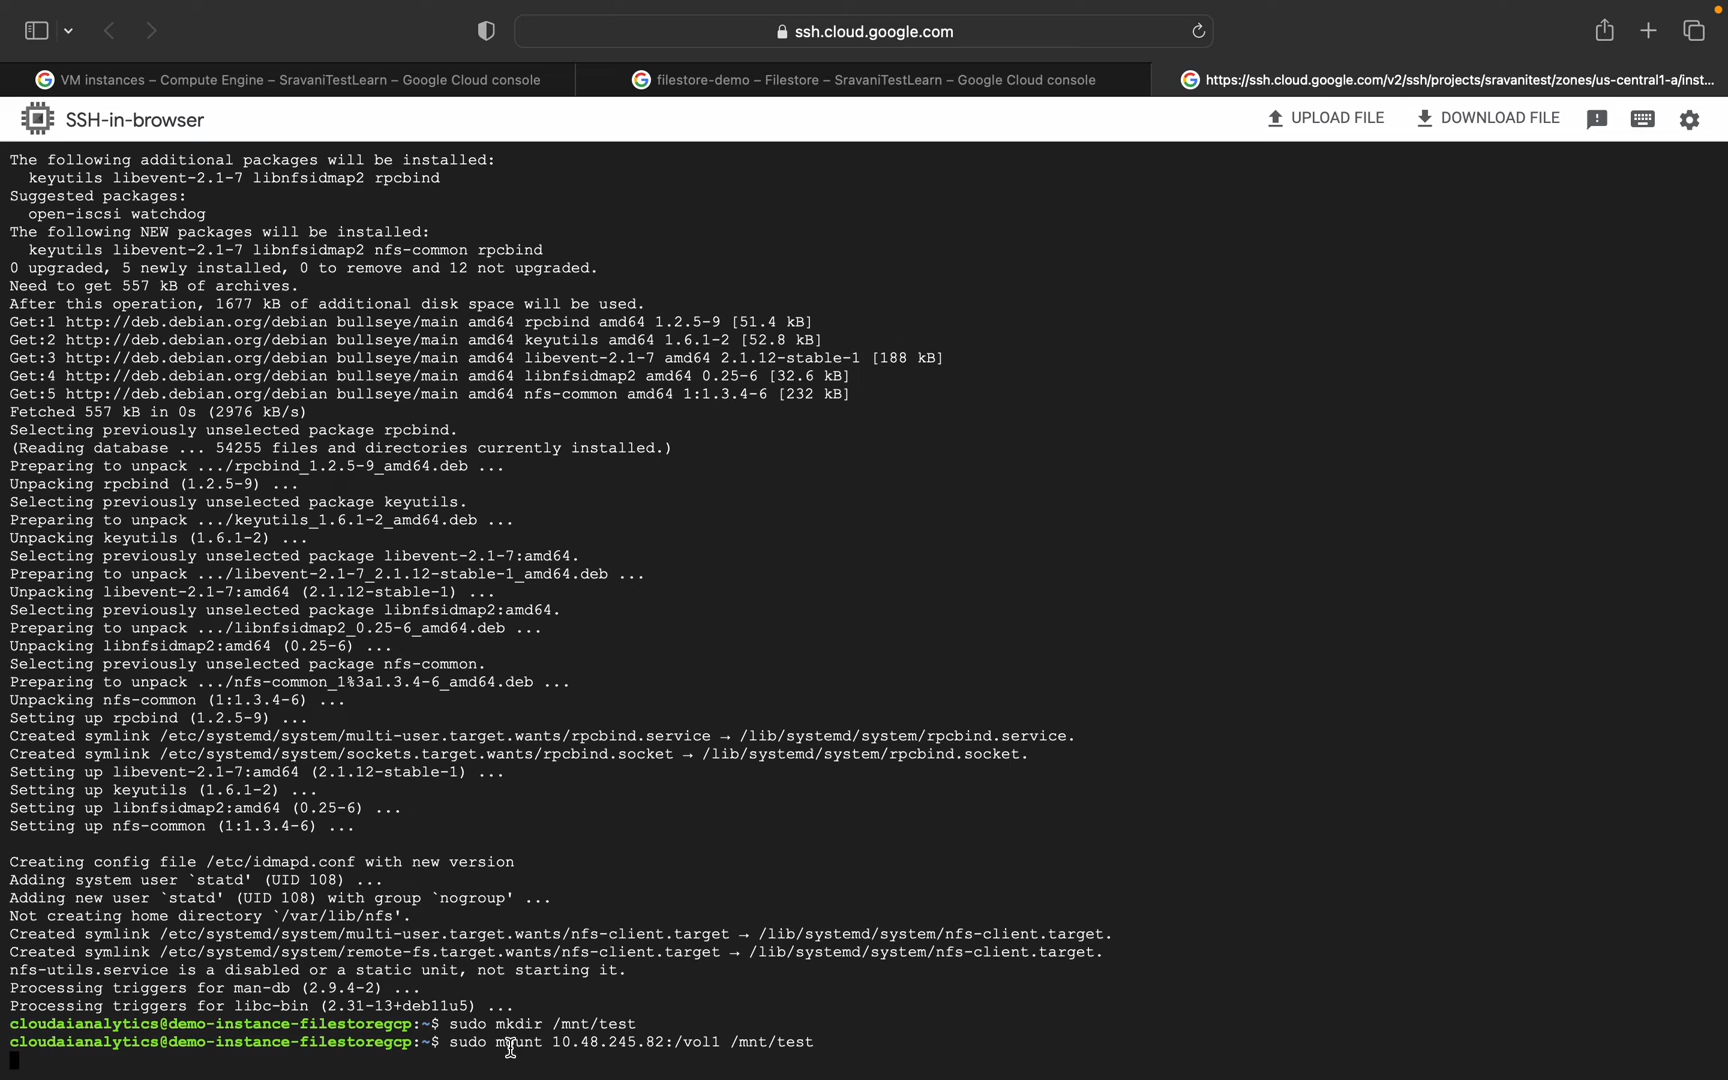 ssh.cloud.google.com
VM instances – Compute Engine – SravaniTestLearn – Google Cloud console
filestore-demo – Filestore – SravaniTestLearn – Google Cloud console
https://ssh.cloud.google.com/v2/ssh/projects/sravanitest/zones/us-central1-a/inst...
SSH-in-browser
UPLOAD FILE
DOWNLOAD FILE
The following additional packages will be installed:
keyutils libevent-2.1-7 libnfsidmap2 rpcbind
Suggested packages:
open-iscsi watchdog
The following NEW packages will be installed:
keyutils libevent-2.1-7 libnfsidmap2 nfs-common rpcbind
0 upgraded, 5 newly installed, 0 to remove and 12 not upgraded.
Need to get 557 kB of archives.
After this operation, 1677 kB of additional disk space will be used.
Get:1 http://deb.debian.org/debian bullseye/main amd64 rpcbind amd64 1.2.5-9 [51.4 kB]
Get:2 http://deb.debian.org/debian bullseye/main amd64 keyutils amd64 1.6.1-2 [52.8 kB]
Get:3 http://deb.debian.org/debian bullseye/main amd64 libevent-2.1-7 amd64 2.1.12-stable-1 [188 kB]
Get:4 http://deb.debian.org/debian bullseye/main amd64 libnfsidmap2 amd64 0.25-6 [32.6 kB]
Get:5 http://deb.debian.org/debian bullseye/main amd64 nfs-common amd64 1:1.3.4-6 [232 kB]
Fetched 557 kB in 0s (2976 kB/s)
Selecting previously unselected package rpcbind.
(Reading database ... 54255 files and directories currently installed.)
Preparing to unpack .../rpcbind_1.2.5-9_amd64.deb ...
Unpacking rpcbind (1.2.5-9) ...
Selecting previously unselected package keyutils.
Preparing to unpack .../keyutils_1.6.1-2_amd64.deb ...
Unpacking keyutils (1.6.1-2) ...
Selecting previously unselected package libevent-2.1-7:amd64.
Preparing to unpack .../libevent-2.1-7_2.1.12-stable-1_amd64.deb ...
Unpacking libevent-2.1-7:amd64 (2.1.12-stable-1) ...
Selecting previously unselected package libnfsidmap2:amd64.
Preparing to unpack .../libnfsidmap2_0.25-6_amd64.deb ...
Unpacking libnfsidmap2:amd64 (0.25-6) ...
Selecting previously unselected package nfs-common.
Preparing to unpack .../nfs-common_1%3a1.3.4-6_amd64.deb ...
Unpacking nfs-common (1:1.3.4-6) ...
Setting up rpcbind (1.2.5-9) ...
Created symlink /etc/systemd/system/multi-user.target.wants/rpcbind.service → /lib/systemd/system/rpcbind.service.
Created symlink /etc/systemd/system/sockets.target.wants/rpcbind.socket → /lib/systemd/system/rpcbind.socket.
Setting up libevent-2.1-7:amd64 (2.1.12-stable-1) ...
Setting up keyutils (1.6.1-2) ...
Setting up libnfsidmap2:amd64 (0.25-6) ...
Setting up nfs-common (1:1.3.4-6) ...
Creating config file /etc/idmapd.conf with new version
Adding system user `statd' (UID 108) ...
Adding new user `statd' (UID 108) with group `nogroup' ...
Not creating home directory `/var/lib/nfs'.
Created symlink /etc/systemd/system/multi-user.target.wants/nfs-client.target → /lib/systemd/system/nfs-client.target.
Created symlink /etc/systemd/system/remote-fs.target.wants/nfs-client.target → /lib/systemd/system/nfs-client.target.
nfs-utils.service is a disabled or a static unit, not starting it.
Processing triggers for man-db (2.9.4-2) ...
Processing triggers for libc-bin (2.31-13+deb11u5) ...
cloudaianalytics@demo-instance-filestoregcp:~$ sudo mkdir /mnt/test
cloudaianalytics@demo-instance-filestoregcp:~$ sudo mount 10.48.245.82:/vol1 /mnt/test